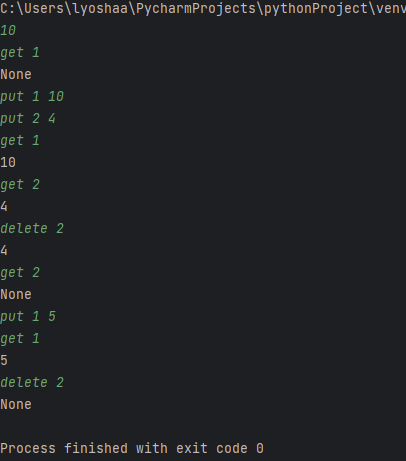 C:\Users\lyoshaa\PycharmProjects\pythonProject\venv
10
get 1
None
put 1 10
put 2 4
get 1
10
get 2
4
delete 2
4
get 2
None
put 1 5
get 1
5
delete 2
None
Process finished with exit code 0